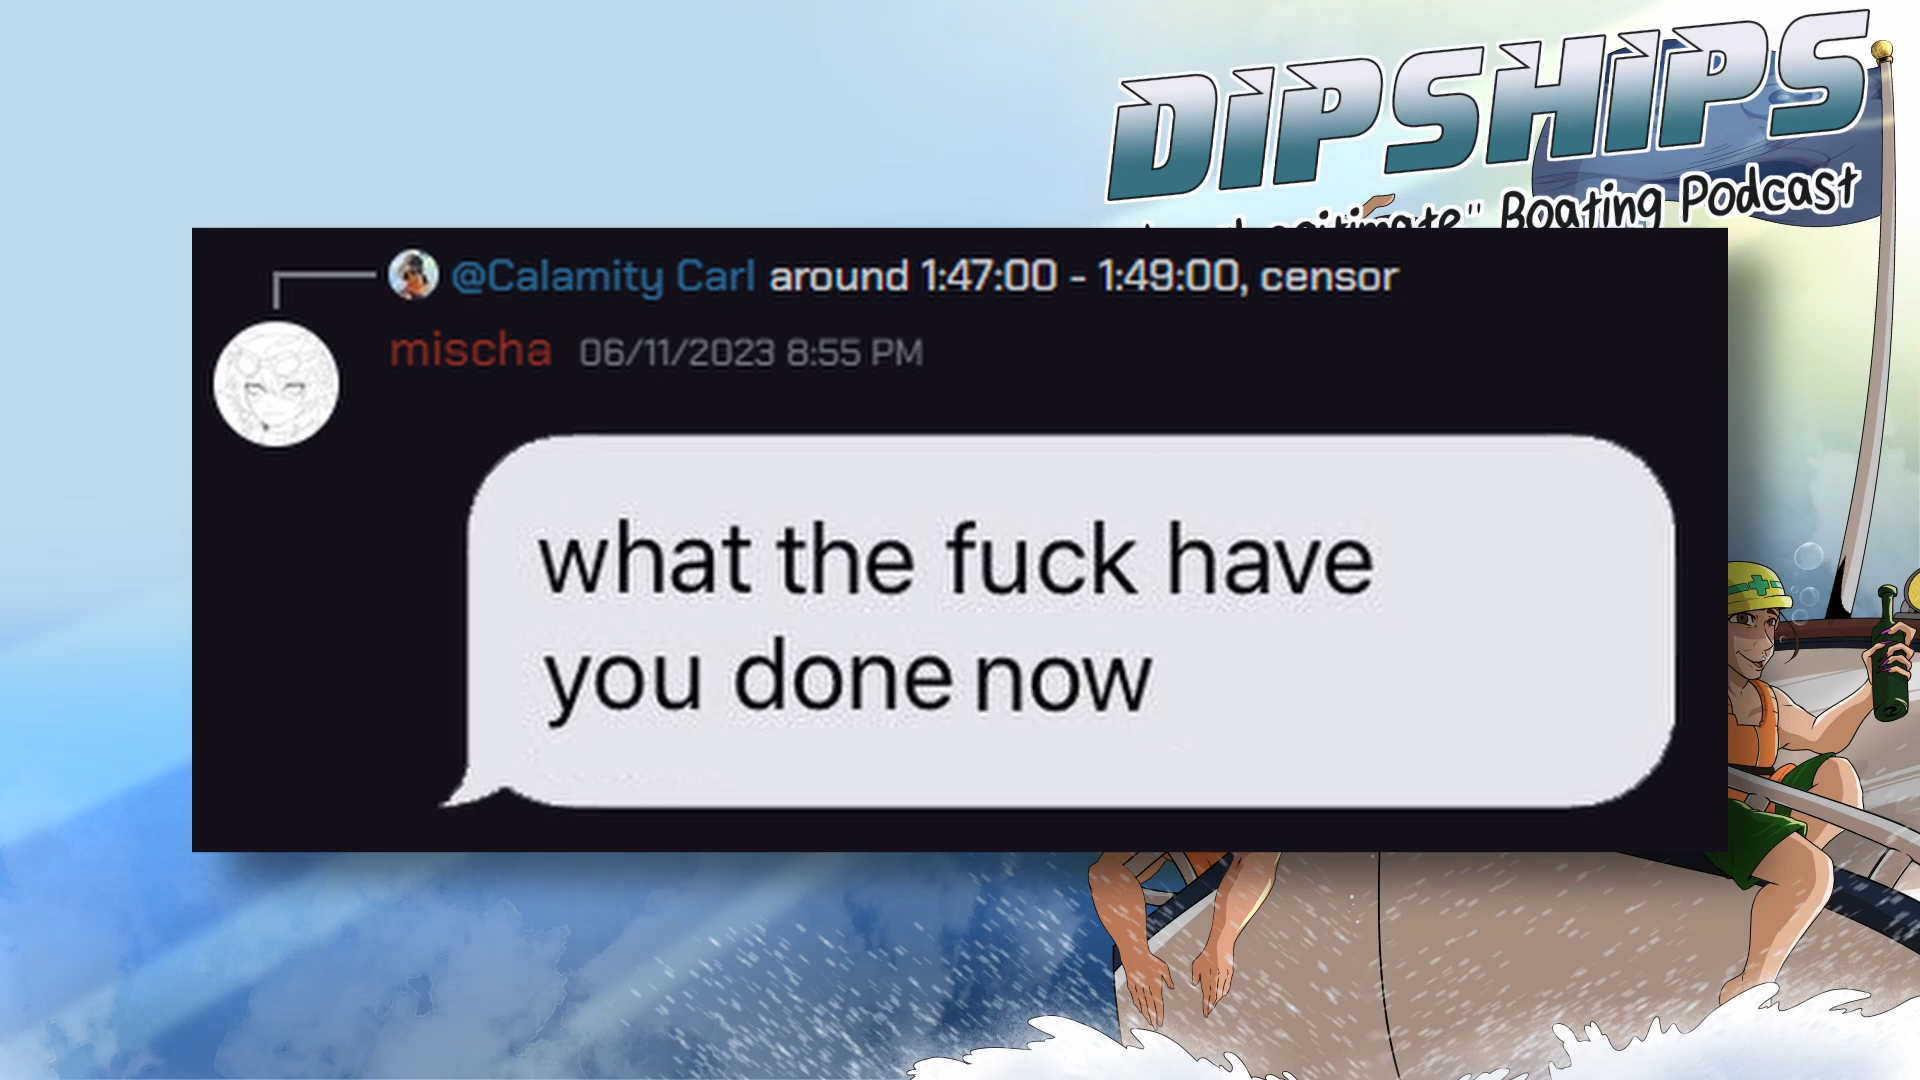 DIPSHIPS
Boating Podcast
@Calamity Carl around 1:47:00 - 1:49:00, censor
mischa 06/11/2023 8:55 PM
what the fuck have
you done now